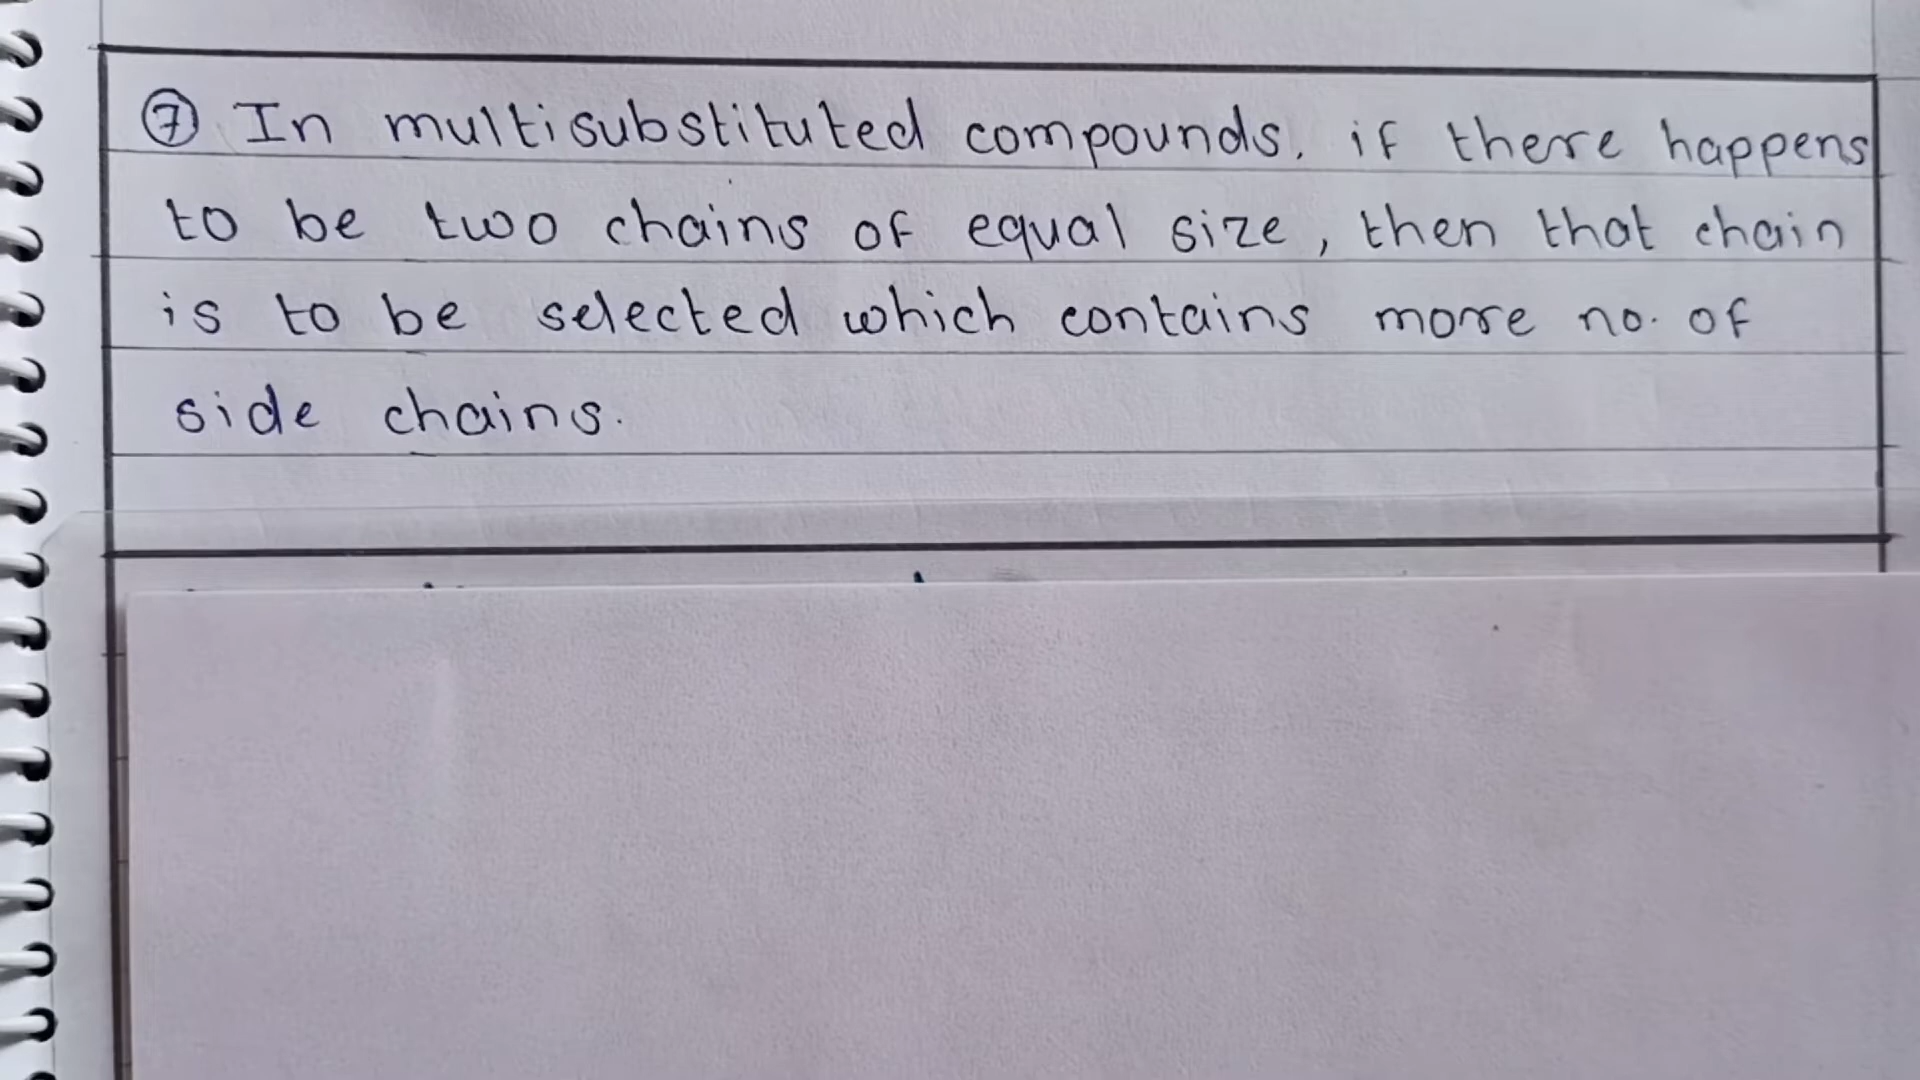 ⑦ In multisubstituted compounds. if there happens
to be two chains of equal size, then that chain
is to be selected which contains more no. of
side chains.